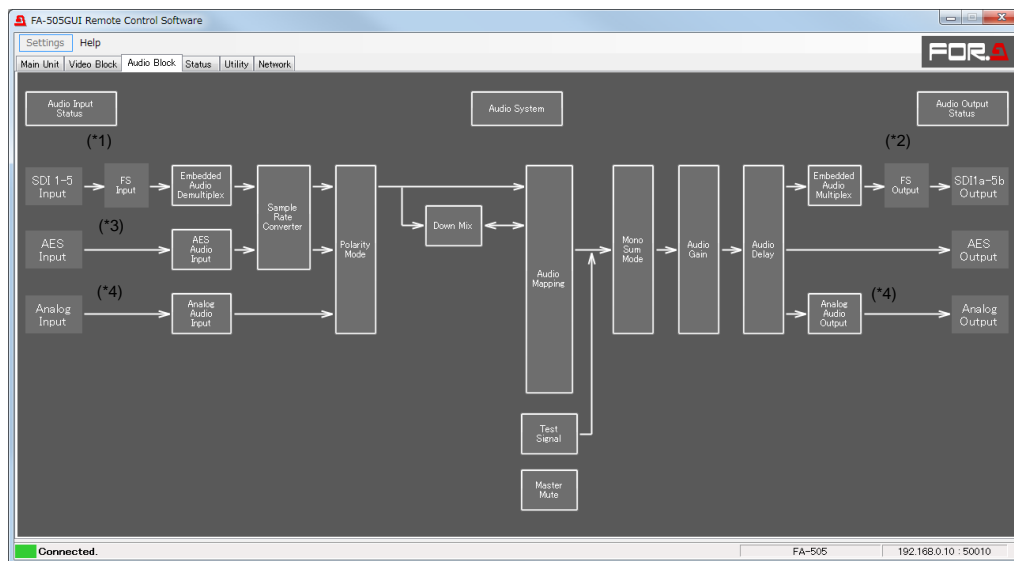 FA-505GUI Remote Control Software
Settings Help
FOR.A
Main Unit Video Block Audio Block Status Utility Network
Audio Input
Status
Audio System
Audio Output
Status
(*1)
(*2)
SDI 1-5
Input
FS
Input
Embedded
Audio
Demultiplex
Sample
Rate
Converter
Polarity
Mode
Down Mix
Audio
Mapping
Mono
Sum
Mode
Audio
Gain
Audio
Delay
Embedded
Audio
Multiplex
FS
Output
SDI1a-5b
Output
(*3)
AES
Input
AES
Audio
Input
AES
Output
(*4)
Analog
Input
Analog
Audio
Input
Analog
Audio
Output
(*4)
Analog
Output
Test
Signal
Master
Mute
Connected.
FA-505
192.168.0.10 : 50010